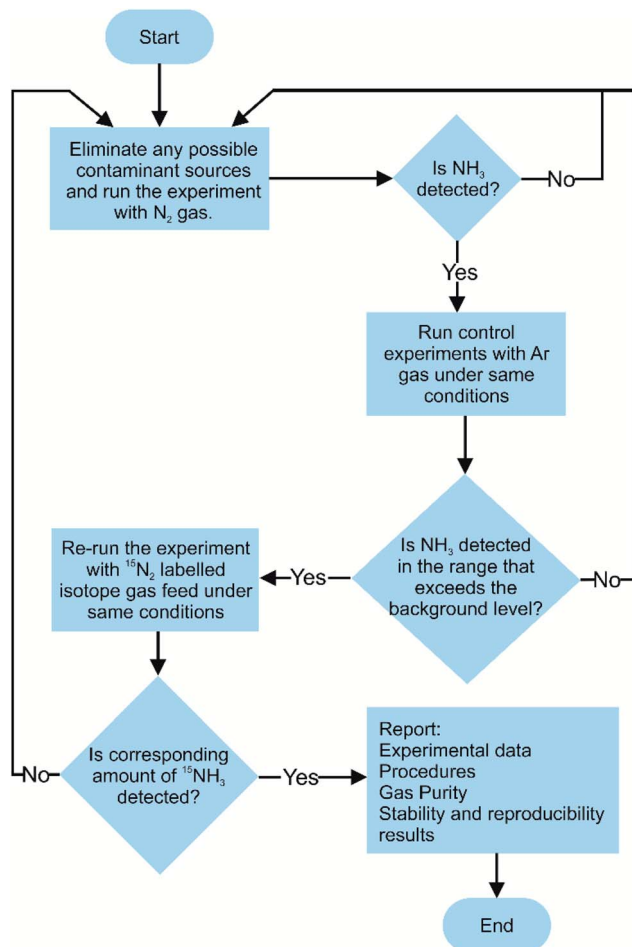 Start
Eliminate any possible
contaminant sources
and run the experiment
with N₂ gas.
Is NH₃
detected?
No
Yes
Run control
experiments with Ar
gas under same
conditions
Is NH₃ detected
in the range that
exceeds the
background level?
No
Yes
Re-run the experiment
with ¹⁵N₂ labelled
isotope gas feed under
same conditions
Is corresponding
amount of ¹⁵NH₃
detected?
No
Yes
Report:
Experimental data
Procedures
Gas Purity
Stability and reproducibility
results
End